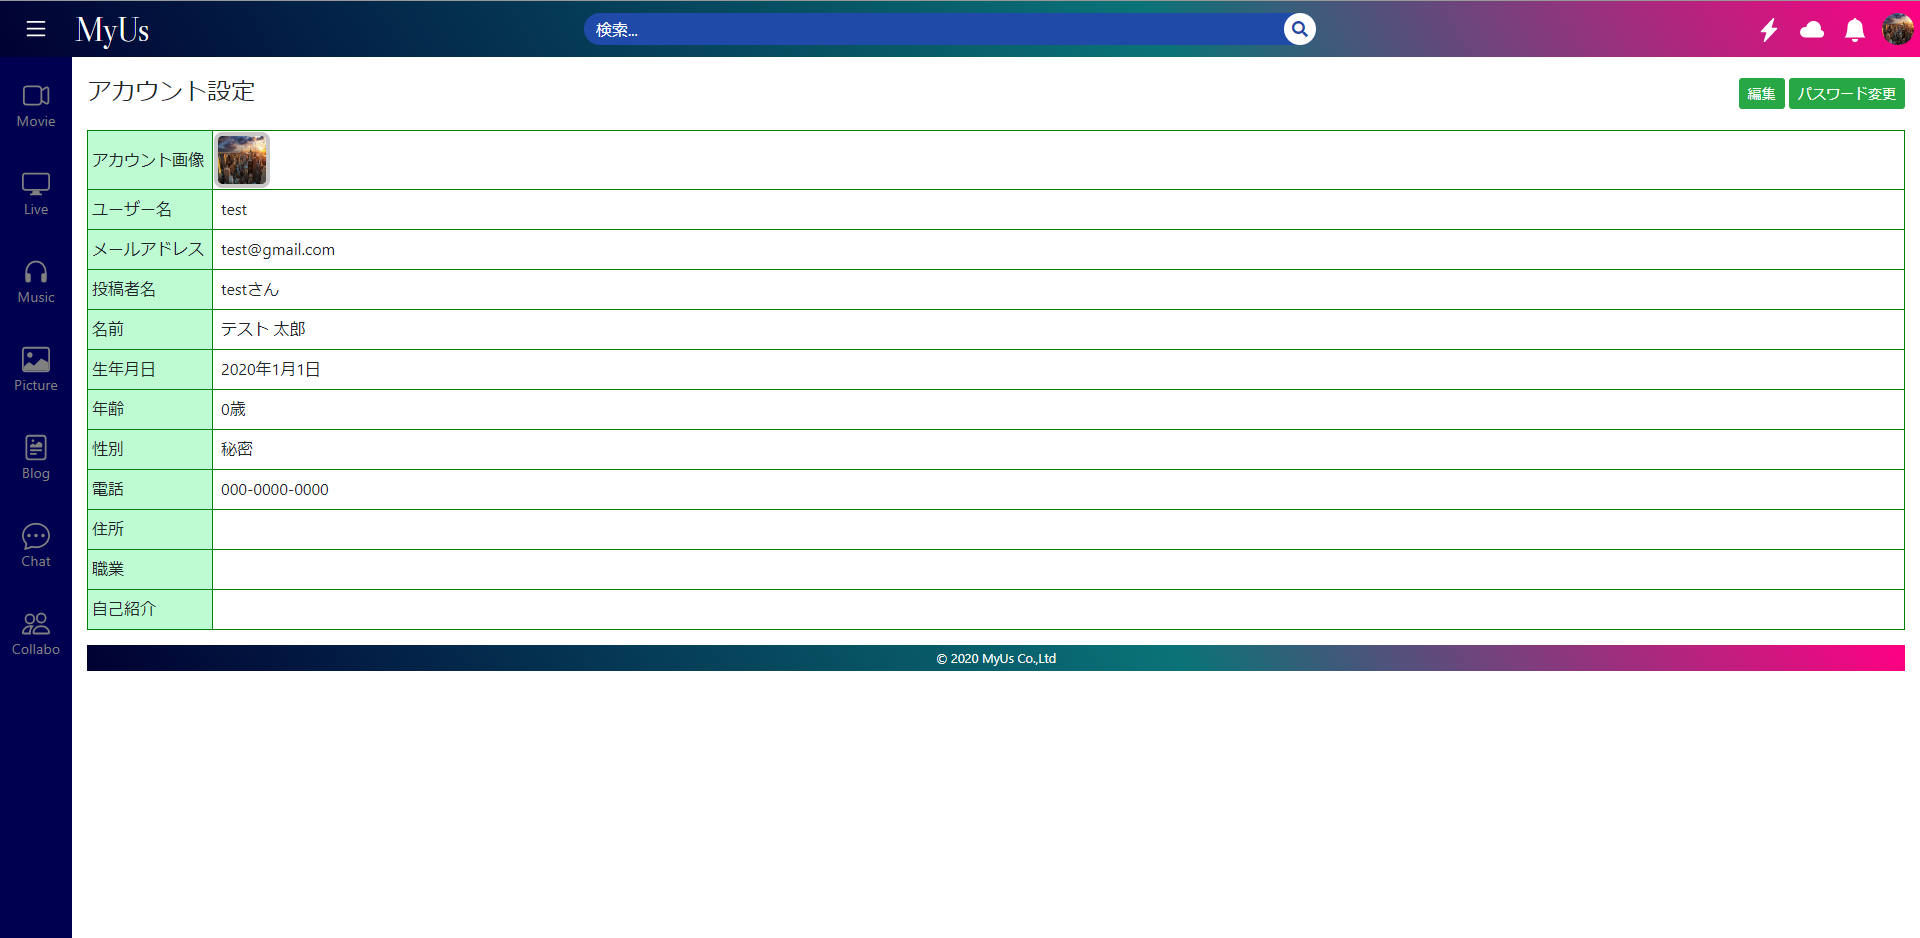 MyUs
検索...
Movie
Live
Music
Picture
Blog
Chat
Collabo
アカウント設定
編集 パスワード変更
アカウント画像
ユーザー名 test
メールアドレス test@gmail.com
投稿者名 testさん
名前 テスト 太郎
生年月日 2020年1月1日
年齢 0歳
性別 秘密
電話 000-0000-0000
住所
職業
自己紹介
© 2020 MyUs Co.,Ltd